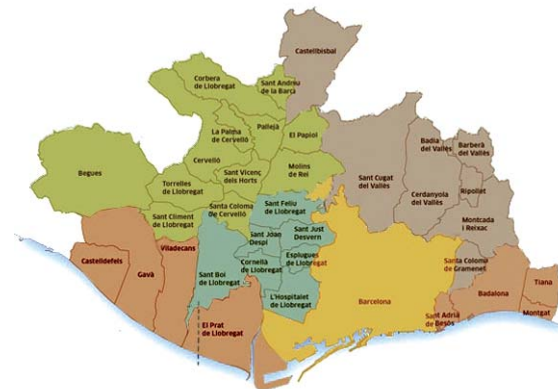 Castellbisbal
Corbera
de Llobregat
Sant Andreu
de la Barca
La Palma
de Cervelló
Pallejà
El Papiol
Badia
del Vallès
Barberà
del Vallès
Cervelló
Sant Vicenç
dels Horts
Molins
de Rei
Begues
Torrelles
de Llobregat
Sant Cugat
del Vallès
Cerdanyola
del Vallès
Ripollet
Sant Climent
de Llobregat
Santa Coloma
de Cervelló
Sant Feliu
de Llobregat
Montcada
i Reixac
Sant Joan
Despí
Sant Just
Desvern
Castelldefels
Gavà
Viladecans
Sant Boi
de Llobregat
Cornellà
de Llobregat
Esplugues
de Llobregat
Santa Coloma
de Gramenet
L'Hospitalet
de Llobregat
Barcelona
Badalona
Tiana
Montgat
El Prat
de Llobregat
Sant Adrià
de Besòs